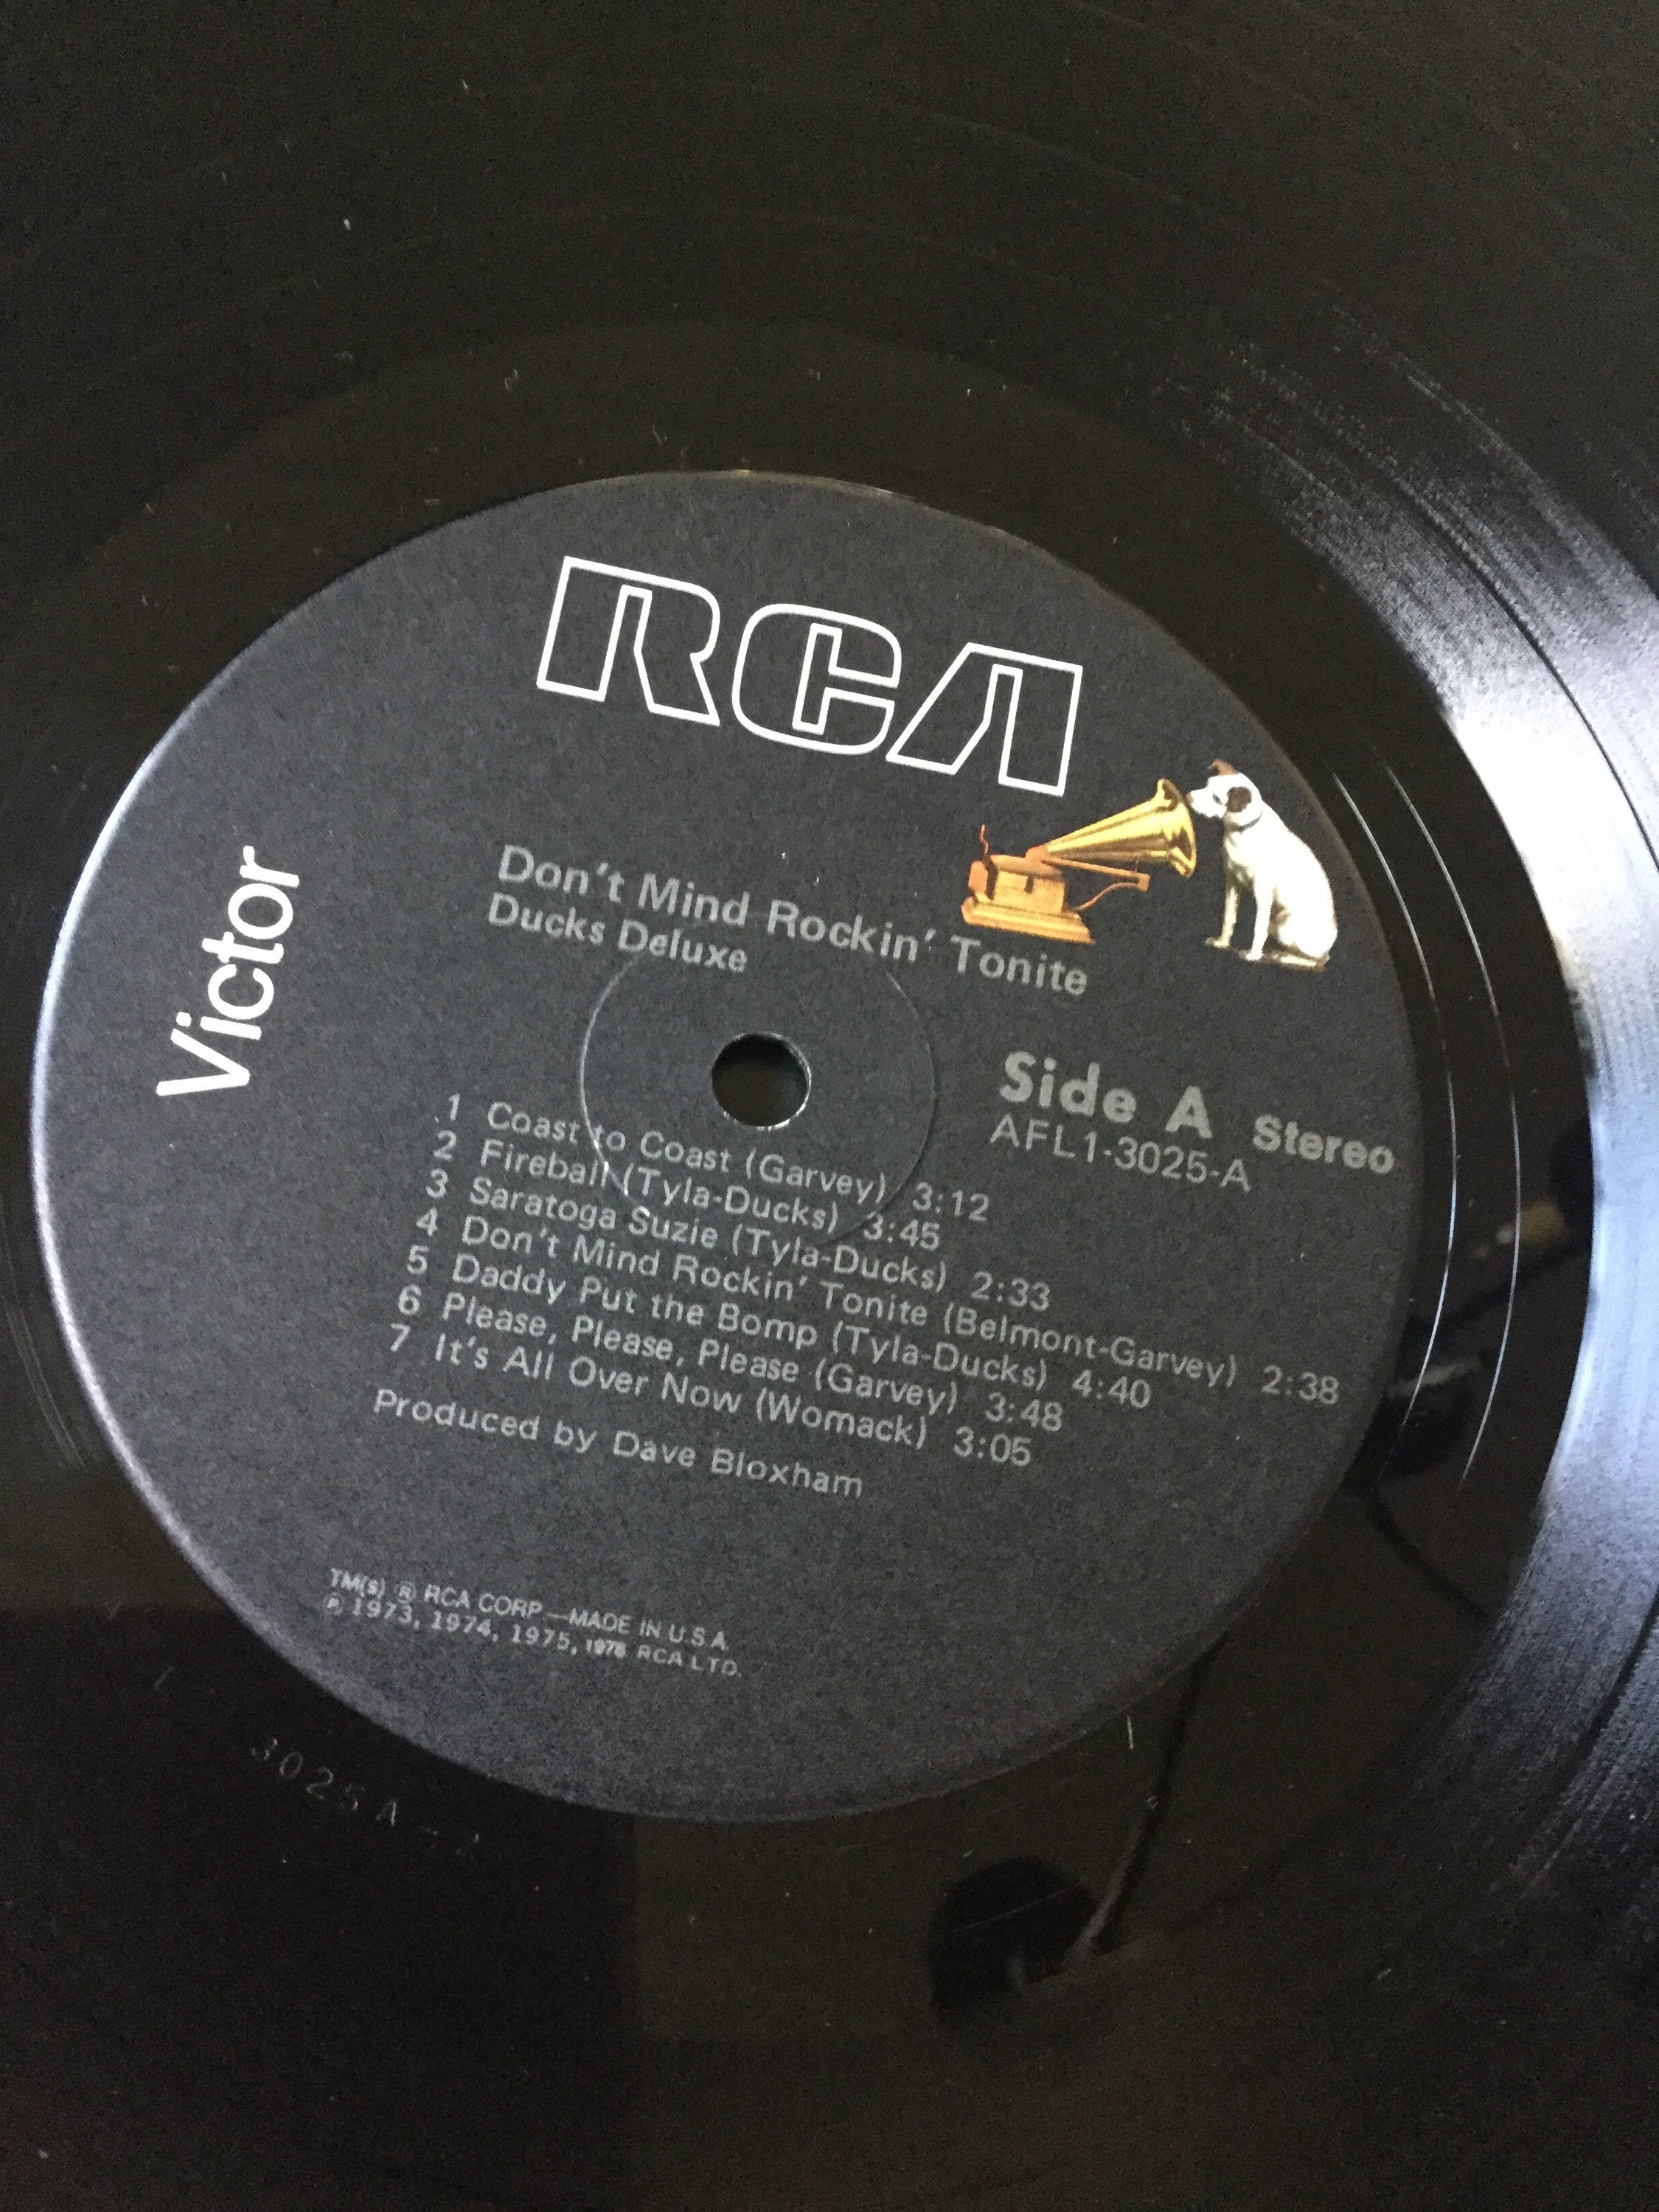 RCA
Victor
Don't Mind Rockin' Tonite
Ducks Deluxe
Side A Stereo
AFL1-3025-A
1 Coast to Coast (Garvey) 3:12
2 Fireball (Tyla-Ducks) 3:45
3 Saratoga Suzie (Tyla-Ducks) 2:33
4 Don't Mind Rockin' Tonite (Belmont-Garvey) 2:38
5 Daddy Put the Bomp (Tyla-Ducks) 4:40
6 Please, Please, Please (Garvey) 3:48
7 It's All Over Now (Womack) 3:05
Produced by Dave Bloxham
TM(s) ® RCA CORP.—MADE IN U.S.A.
℗ 1973, 1974, 1975, 1978 RCA LTD.
3025A-